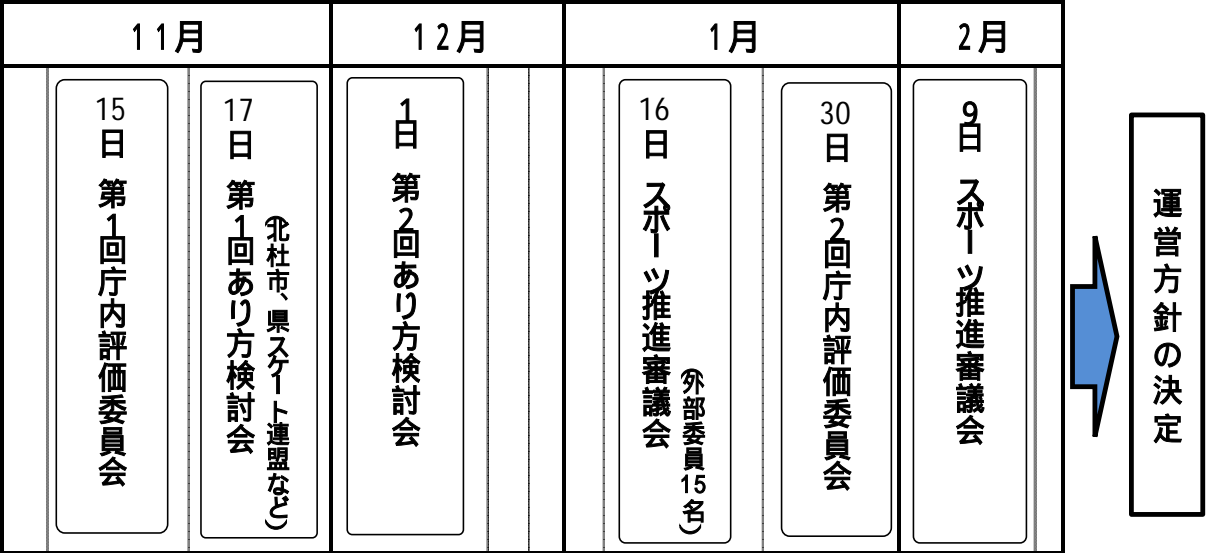 11月
12月
1月
2月
15日 第1回庁内評価委員会
17日 第1回あり方検討会
(北杜市、県スケート連盟など)
1日 第2回あり方検討会
16日 スポーツ推進審議会
(外部委員15名)
30日 第2回庁内評価委員会
9日 スポーツ推進審議会
運営方針の決定